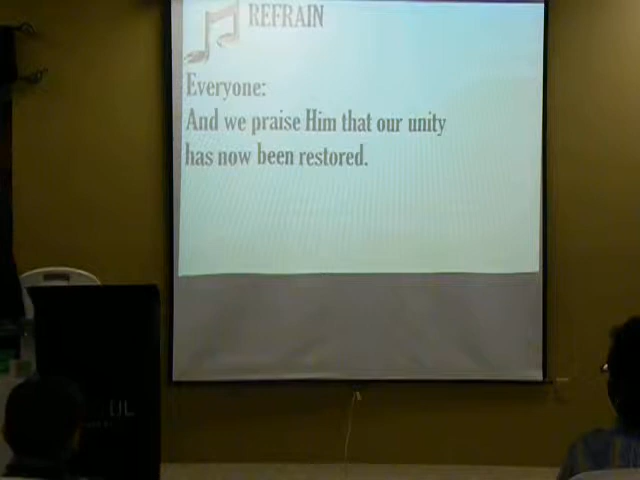 REFRAIN
Everyone:
And we praise Him that our unity
has now been restored.